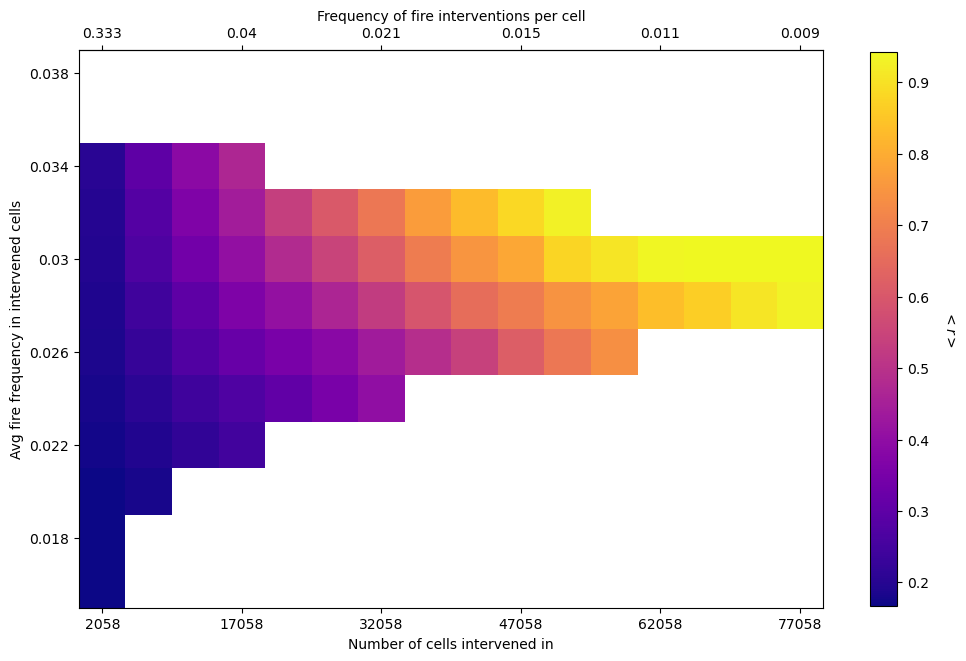 Frequency of fire interventions per cell
0.333 0.04 0.021 0.015 0.011 0.009
Avg fire frequency in intervened cells
0.038
0.034
0.03
0.026
0.022
0.018
2058 17058 32058 47058 62058 77058
Number of cells intervened in
0.9
0.8
0.7
0.6
0.5
0.4
0.3
0.2
< r >